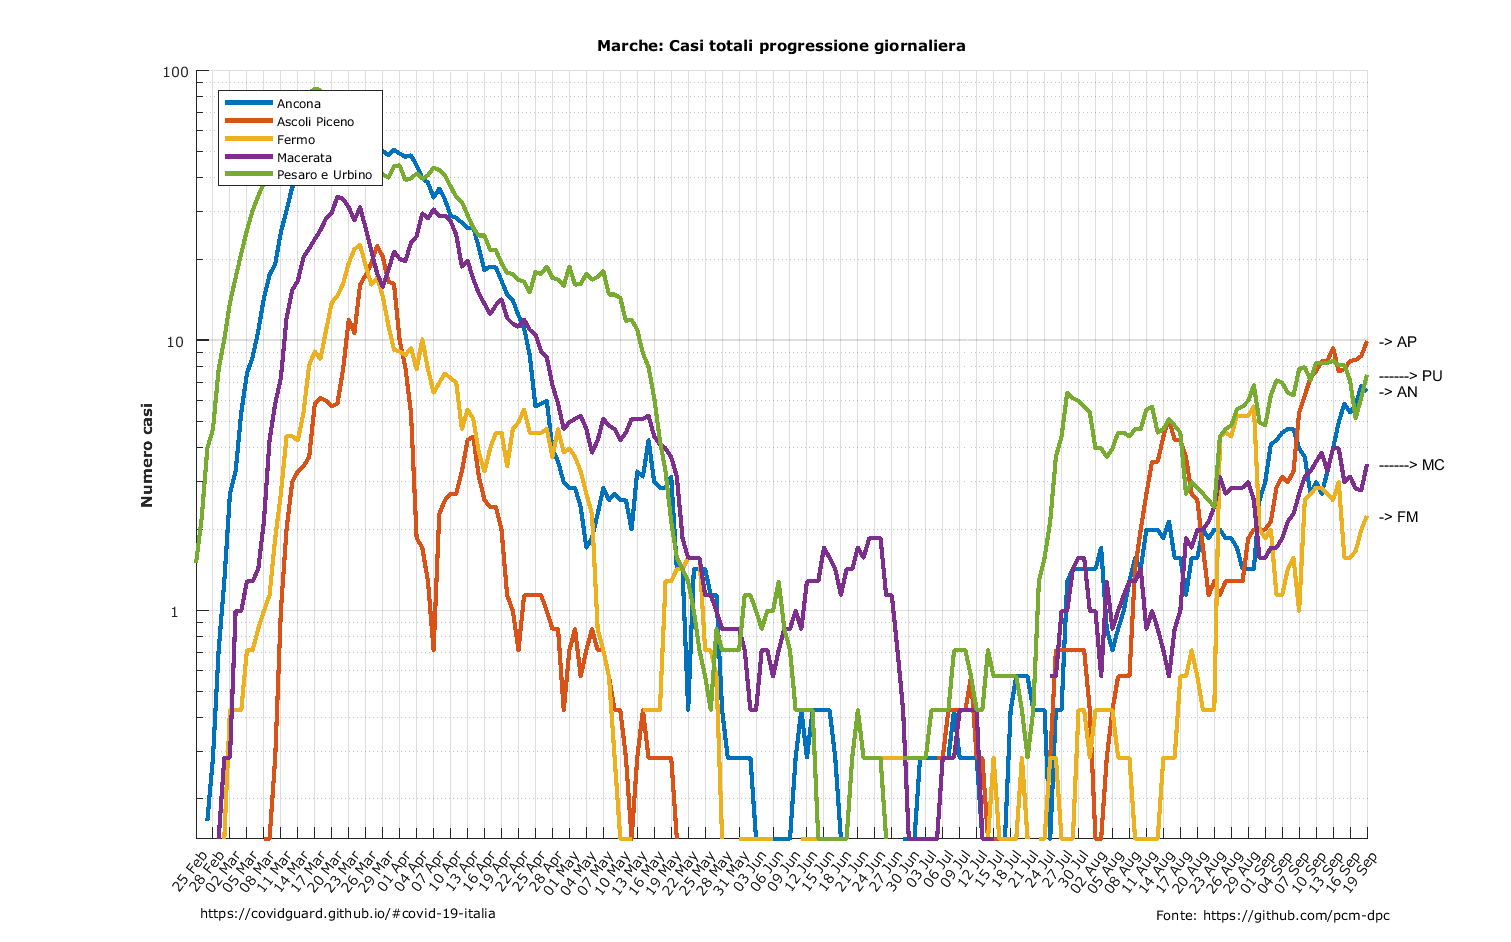 Marche: Casi totali progressione giornaliera
100
10
1
Numero casi
Ancona
Ascoli Piceno
Fermo
Macerata
Pesaro e Urbino
-> AP
------> PU
-> AN
------> MC
-> FM
25 Feb
28 Feb
02 Mar
05 Mar
08 Mar
11 Mar
14 Mar
17 Mar
20 Mar
23 Mar
26 Mar
29 Mar
01 Apr
04 Apr
07 Apr
10 Apr
13 Apr
16 Apr
19 Apr
22 Apr
25 Apr
28 Apr
01 May
04 May
07 May
10 May
13 May
16 May
19 May
22 May
25 May
28 May
31 May
03 Jun
06 Jun
09 Jun
12 Jun
15 Jun
18 Jun
21 Jun
24 Jun
27 Jun
30 Jun
03 Jul
06 Jul
09 Jul
12 Jul
15 Jul
18 Jul
21 Jul
24 Jul
27 Jul
30 Jul
02 Aug
05 Aug
08 Aug
11 Aug
14 Aug
17 Aug
20 Aug
23 Aug
26 Aug
29 Aug
01 Sep
04 Sep
07 Sep
10 Sep
13 Sep
16 Sep
19 Sep
https://covidguard.github.io/#covid-19-italia
Fonte: https://github.com/pcm-dpc